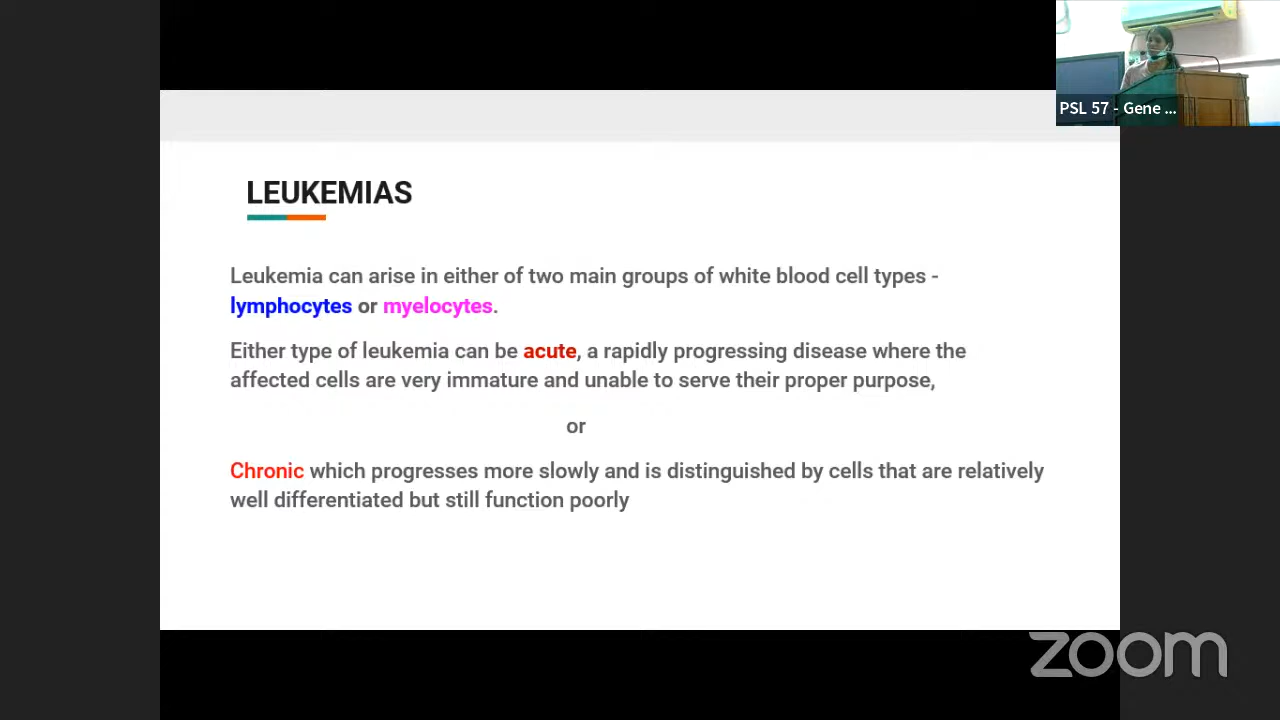 PSL 57 - Gene ...
LEUKEMIAS
Leukemia can arise in either of two main groups of white blood cell types -
lymphocytes or myelocytes.
Either type of leukemia can be acute, a rapidly progressing disease where the
affected cells are very immature and unable to serve their proper purpose,
or
Chronic which progresses more slowly and is distinguished by cells that are relatively
well differentiated but still function poorly
zoom